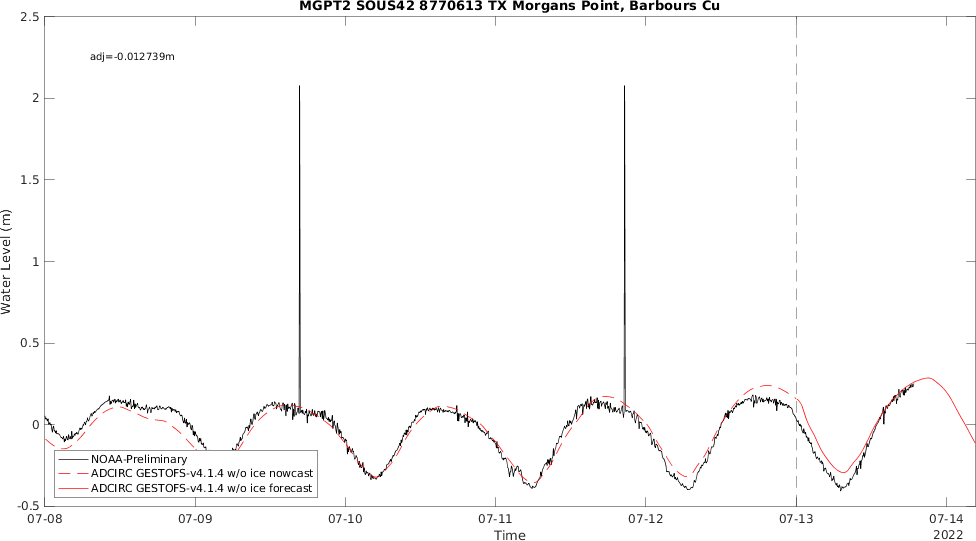 MGPT2 SOUS42 8770613 TX Morgans Point, Barbours Cu
adj=-0.012739m
2.5
2
1.5
1
0.5
0
-0.5
Water Level (m)
NOAA-Preliminary
ADCIRC GESTOFS-v4.1.4 w/o ice nowcast
ADCIRC GESTOFS-v4.1.4 w/o ice forecast
07-08 07-09 07-10 07-11 07-12 07-13 07-14
Time
2022